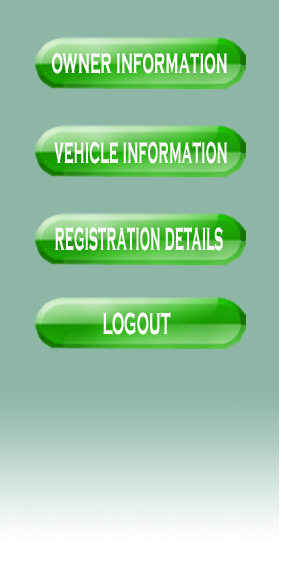 OWNER INFORMATION
VEHICLE INFORMATION
REGISTRATION DETAILS
LOGOUT